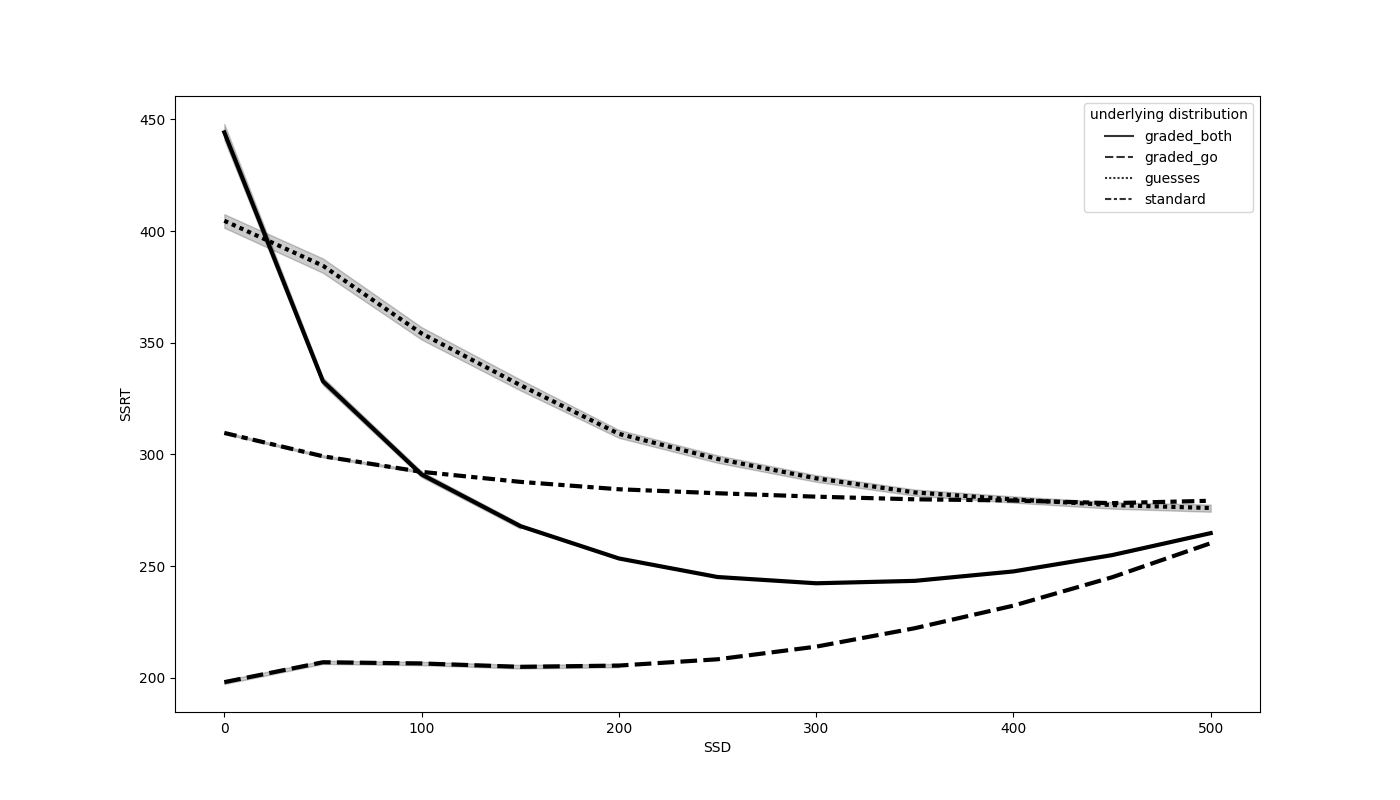 underlying distribution
graded_both
graded_go
guesses
standard
450
400
350
300
250
200
SSRT
0 100 200 300 400 500
SSD